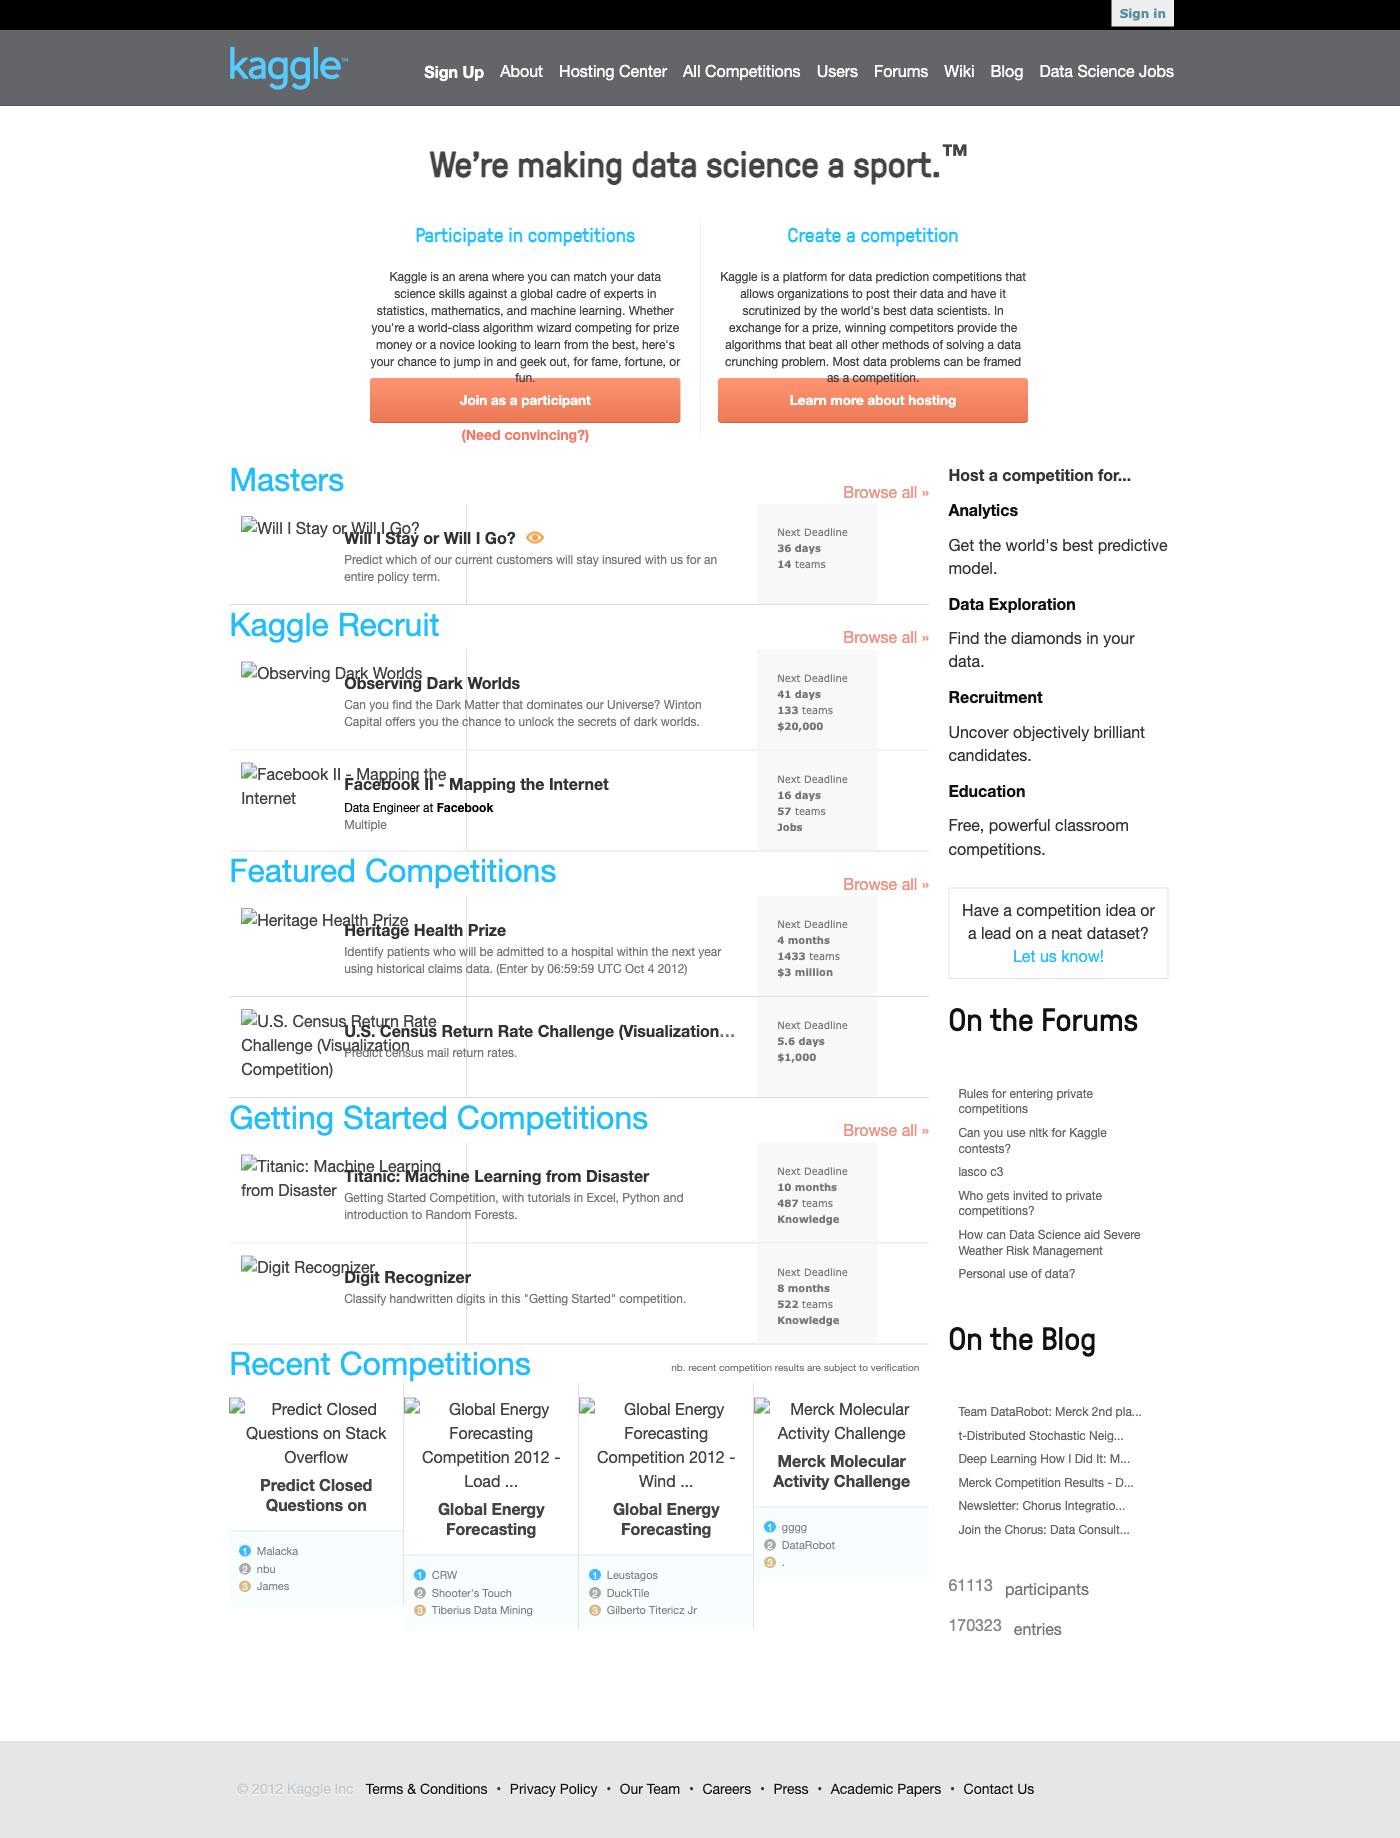 Sign in
kaggle™
Sign Up About Hosting Center All Competitions Users Forums Wiki Blog Data Science Jobs
We're making data science a sport.™
Participate in competitions
Kaggle is an arena where you can match your data
science skills against a global cadre of experts in
statistics, mathematics, and machine learning. Whether
you're a world-class algorithm wizard competing for prize
money or a novice looking to learn from the best, here's
your chance to jump in and geek out, for fame, fortune, or
fun.
Join as a participant
(Need convincing?)
Create a competition
Kaggle is a platform for data prediction competitions that
allows organizations to post their data and have it
scrutinized by the world's best data scientists. In
exchange for a prize, winning competitors provide the
algorithms that beat all other methods of solving a data
crunching problem. Most data problems can be framed
as a competition.
Learn more about hosting
Masters
Browse all »
Will I Stay or Will I Go?
Will I Stay or Will I Go?
Predict which of our current customers will stay insured with us for an
entire policy term.
Next Deadline
36 days
14 teams
Kaggle Recruit
Browse all »
Observing Dark Worlds
Observing Dark Worlds
Can you find the Dark Matter that dominates our Universe? Winton
Capital offers you the chance to unlock the secrets of dark worlds.
Next Deadline
41 days
133 teams
$20,000
Facebook II - Mapping the
Internet
Facebook II - Mapping the Internet
Data Engineer at Facebook
Multiple
Next Deadline
16 days
57 teams
Jobs
Featured Competitions
Browse all »
Heritage Health Prize
Heritage Health Prize
Identify patients who will be admitted to a hospital within the next year
using historical claims data. (Enter by 06:59:59 UTC Oct 4 2012)
Next Deadline
4 months
1433 teams
$3 million
U.S. Census Return Rate
Challenge (Visualization
Competition)
U.S. Census Return Rate Challenge (Visualization...
Predict census mail return rates.
Next Deadline
5.6 days
$1,000
Getting Started Competitions
Browse all »
Titanic: Machine Learning
from Disaster
Titanic: Machine Learning from Disaster
Getting Started Competition, with tutorials in Excel, Python and
introduction to Random Forests.
Next Deadline
10 months
487 teams
Knowledge
Digit Recognizer
Digit Recognizer
Classify handwritten digits in this "Getting Started" competition.
Next Deadline
8 months
522 teams
Knowledge
Recent Competitions
nb. recent competition results are subject to verification
Predict Closed
Questions on Stack
Overflow
Predict Closed
Questions on
1 Malacka
2 nbu
3 James
Global Energy
Forecasting
Competition 2012 -
Load ...
Global Energy
Forecasting
1 CRW
2 Shooter's Touch
3 Tiberius Data Mining
Global Energy
Forecasting
Competition 2012 -
Wind ...
Global Energy
Forecasting
1 Leustagos
2 DuckTile
3 Gilberto Titericz Jr
Merck Molecular
Activity Challenge
Merck Molecular
Activity Challenge
1 gggg
2 DataRobot
3 .
Host a competition for...
Analytics
Get the world's best predictive
model.
Data Exploration
Find the diamonds in your
data.
Recruitment
Uncover objectively brilliant
candidates.
Education
Free, powerful classroom
competitions.
Have a competition idea or
a lead on a neat dataset?
Let us know!
On the Forums
Rules for entering private
competitions
Can you use nltk for Kaggle
contests?
lasco c3
Who gets invited to private
competitions?
How can Data Science aid Severe
Weather Risk Management
Personal use of data?
On the Blog
Team DataRobot: Merck 2nd pla...
t-Distributed Stochastic Neig...
Deep Learning How I Did It: M...
Merck Competition Results - D...
Newsletter: Chorus Integratio...
Join the Chorus: Data Consult...
61113 participants
170323 entries
© 2012 Kaggle Inc Terms & Conditions • Privacy Policy • Our Team • Careers • Press • Academic Papers • Contact Us